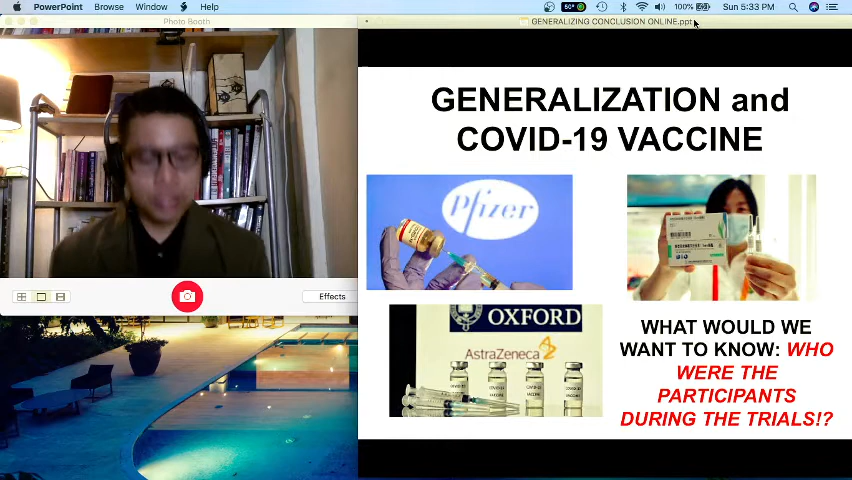 PowerPoint Browse Window Help
50° 100% Sun 5:33 PM
Photo Booth
GENERALIZING CONCLUSION ONLINE.ppt
GENERALIZATION and
COVID-19 VACCINE
Pfizer
OXFORD
AstraZeneca
WHAT WOULD WE
WANT TO KNOW: WHO
WERE THE
PARTICIPANTS
DURING THE TRIALS!?
Effects